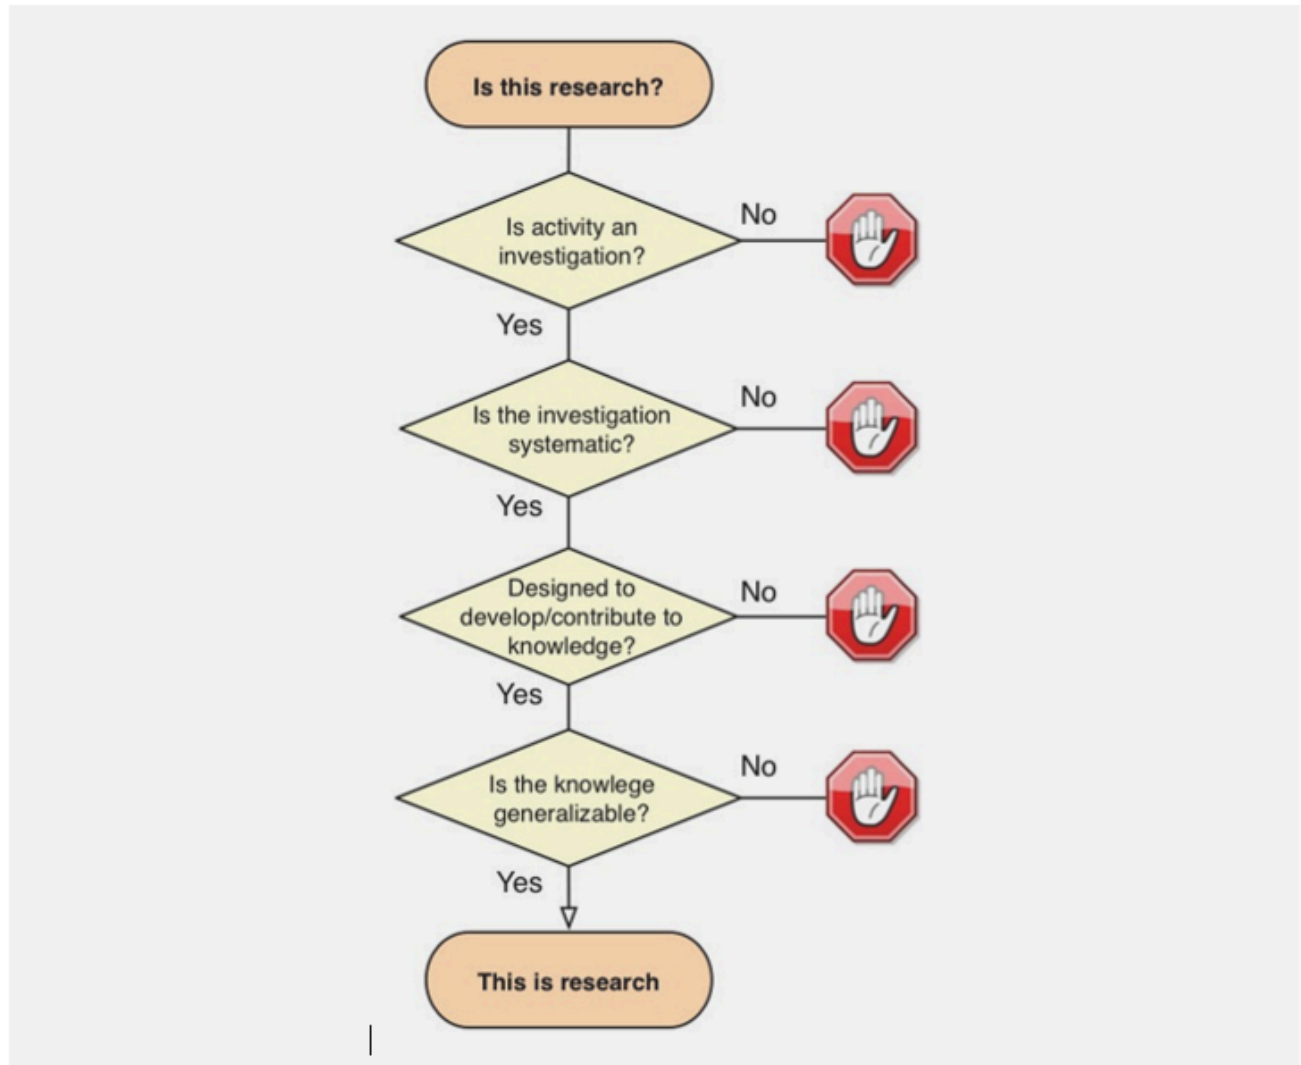 Is this research?
Is activity an
investigation?
No
Yes
Is the investigation
systematic?
No
Yes
Designed to
develop/contribute to
knowledge?
No
Yes
Is the knowlege
generalizable?
No
Yes
This is research